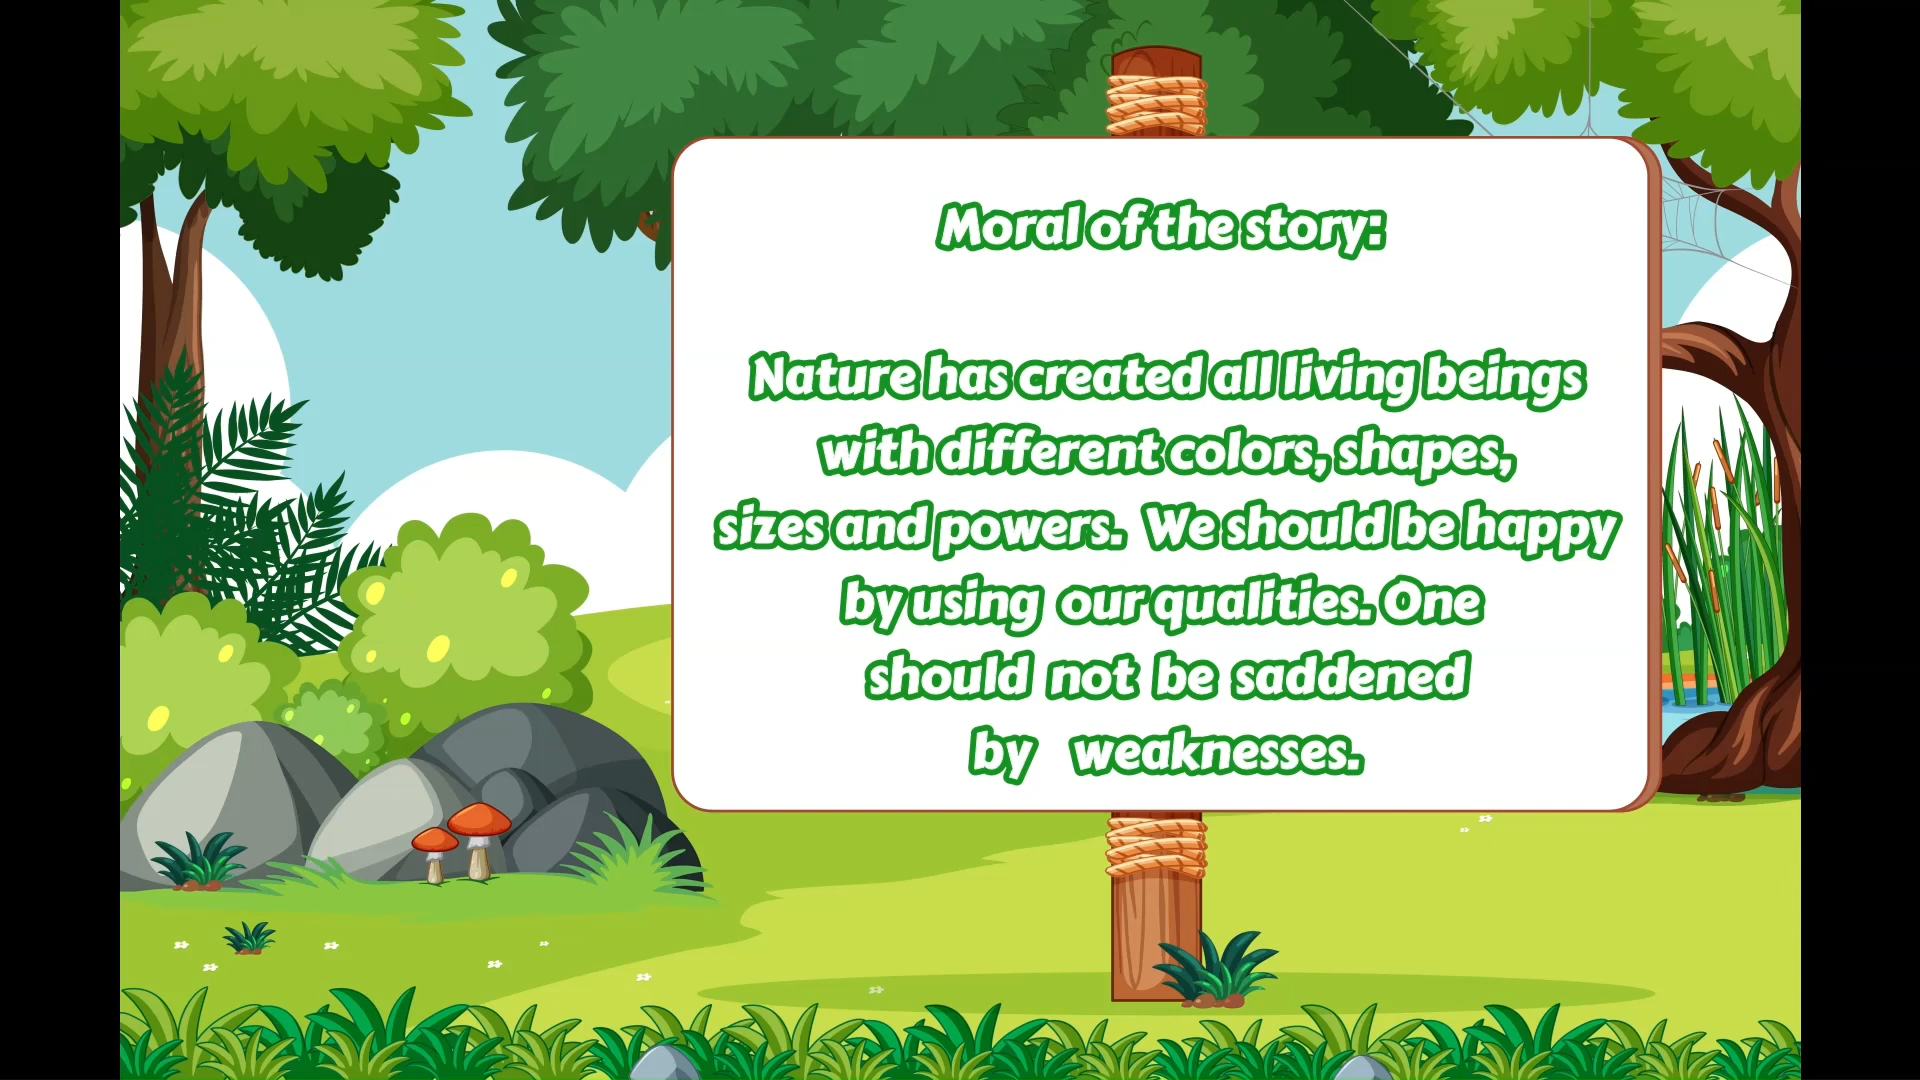 Moral of the story:
Nature has created all living beings
with different colors, shapes,
sizes and powers. We should be happy
by using our qualities. One
should not be saddened
by weaknesses.